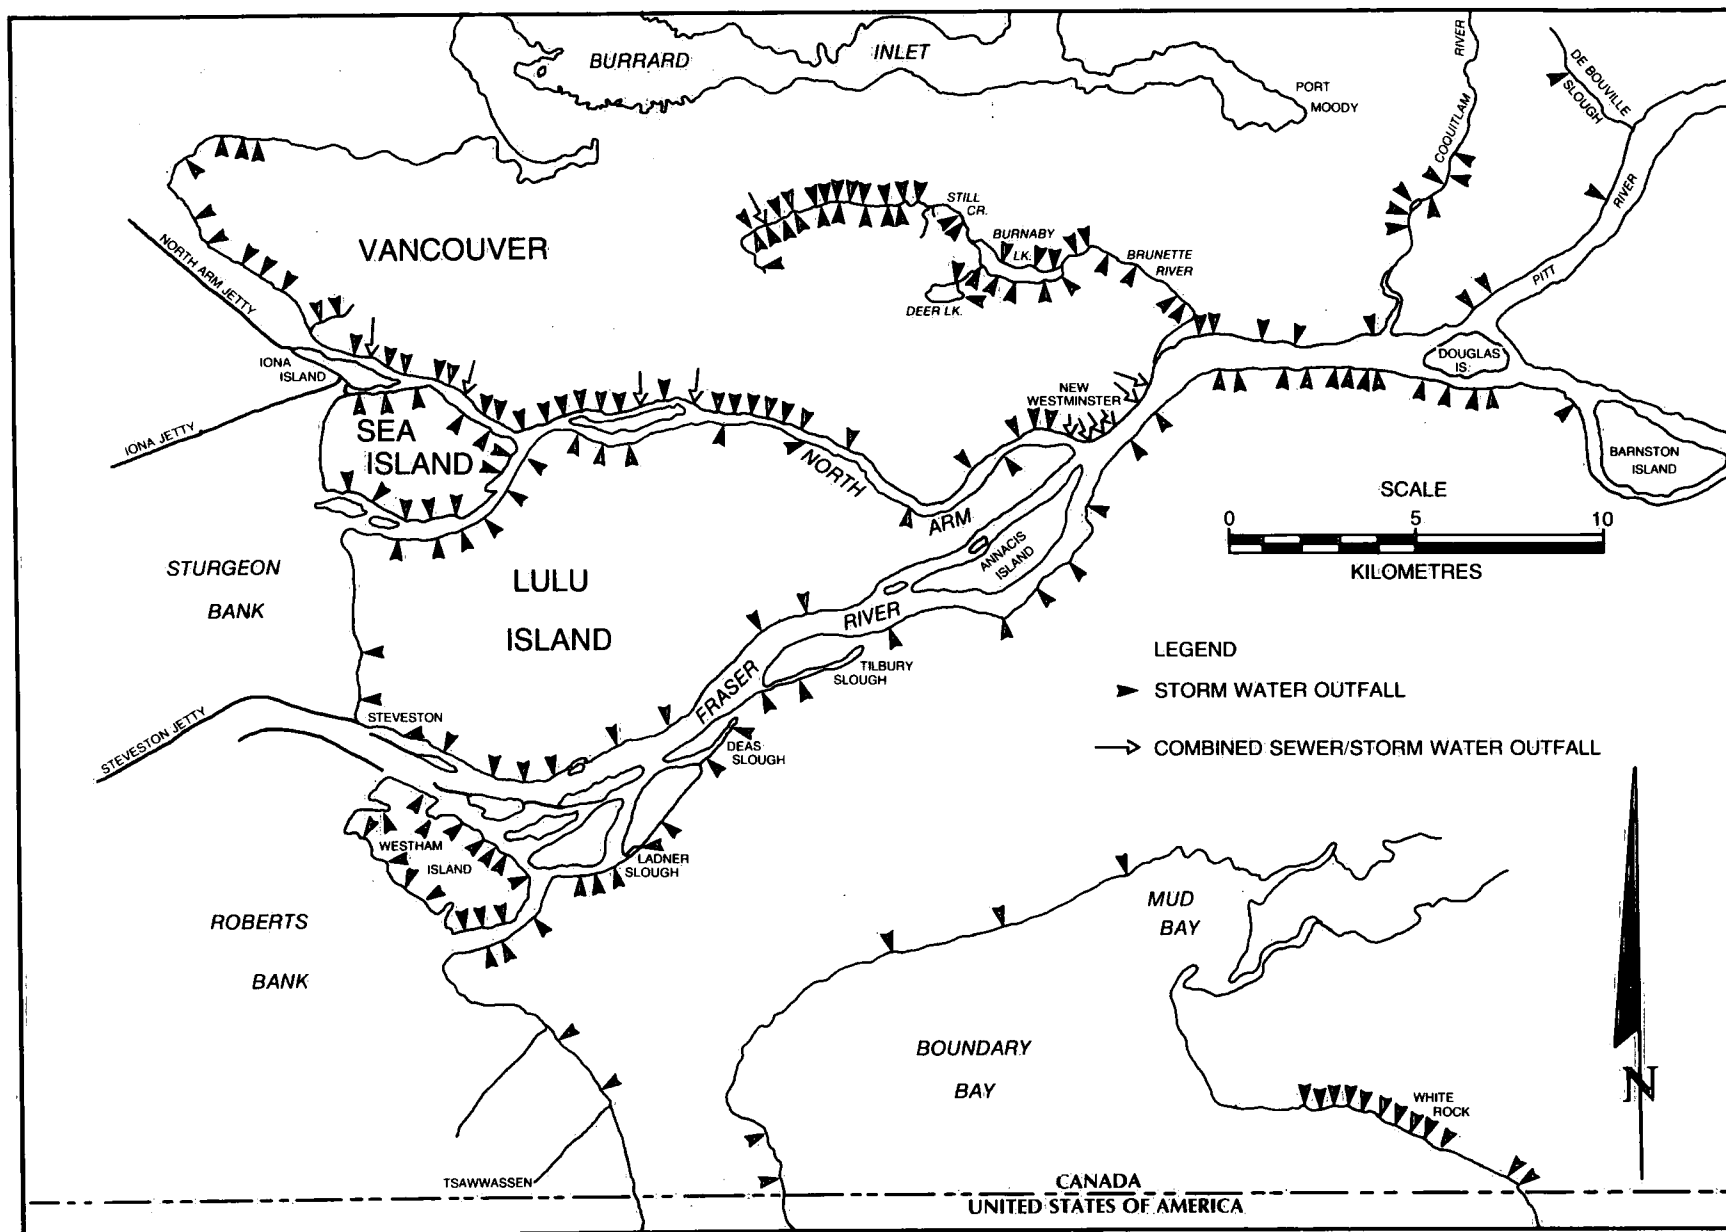 BURRARD
INLET
PORT
MOODY
COQUITLAM
RIVER
DE BOUVILLE
SLOUGH
PITT
RIVER
VANCOUVER
NORTH ARM JETTY
STILL
CR.
BURNABY
LK.
BRUNETTE
RIVER
DEER LK.
IONA
ISLAND
IONA JETTY
SEA
ISLAND
NEW
WESTMINSTER
DOUGLAS
IS.
BARNSTON
ISLAND
NORTH
ARM
ANNACIS
ISLAND
SCALE
0 5 10
KILOMETRES
STURGEON
BANK
LULU
ISLAND
FRASER
RIVER
TILBURY
SLOUGH
LEGEND
STORM WATER OUTFALL
COMBINED SEWER/STORM WATER OUTFALL
STEVESTON JETTY
STEVESTON
DEAS
SLOUGH
WESTHAM
ISLAND
LADNER
SLOUGH
ROBERTS
BANK
MUD
BAY
BOUNDARY
BAY
WHITE
ROCK
N
TSAWWASSEN
CANADA
UNITED STATES OF AMERICA